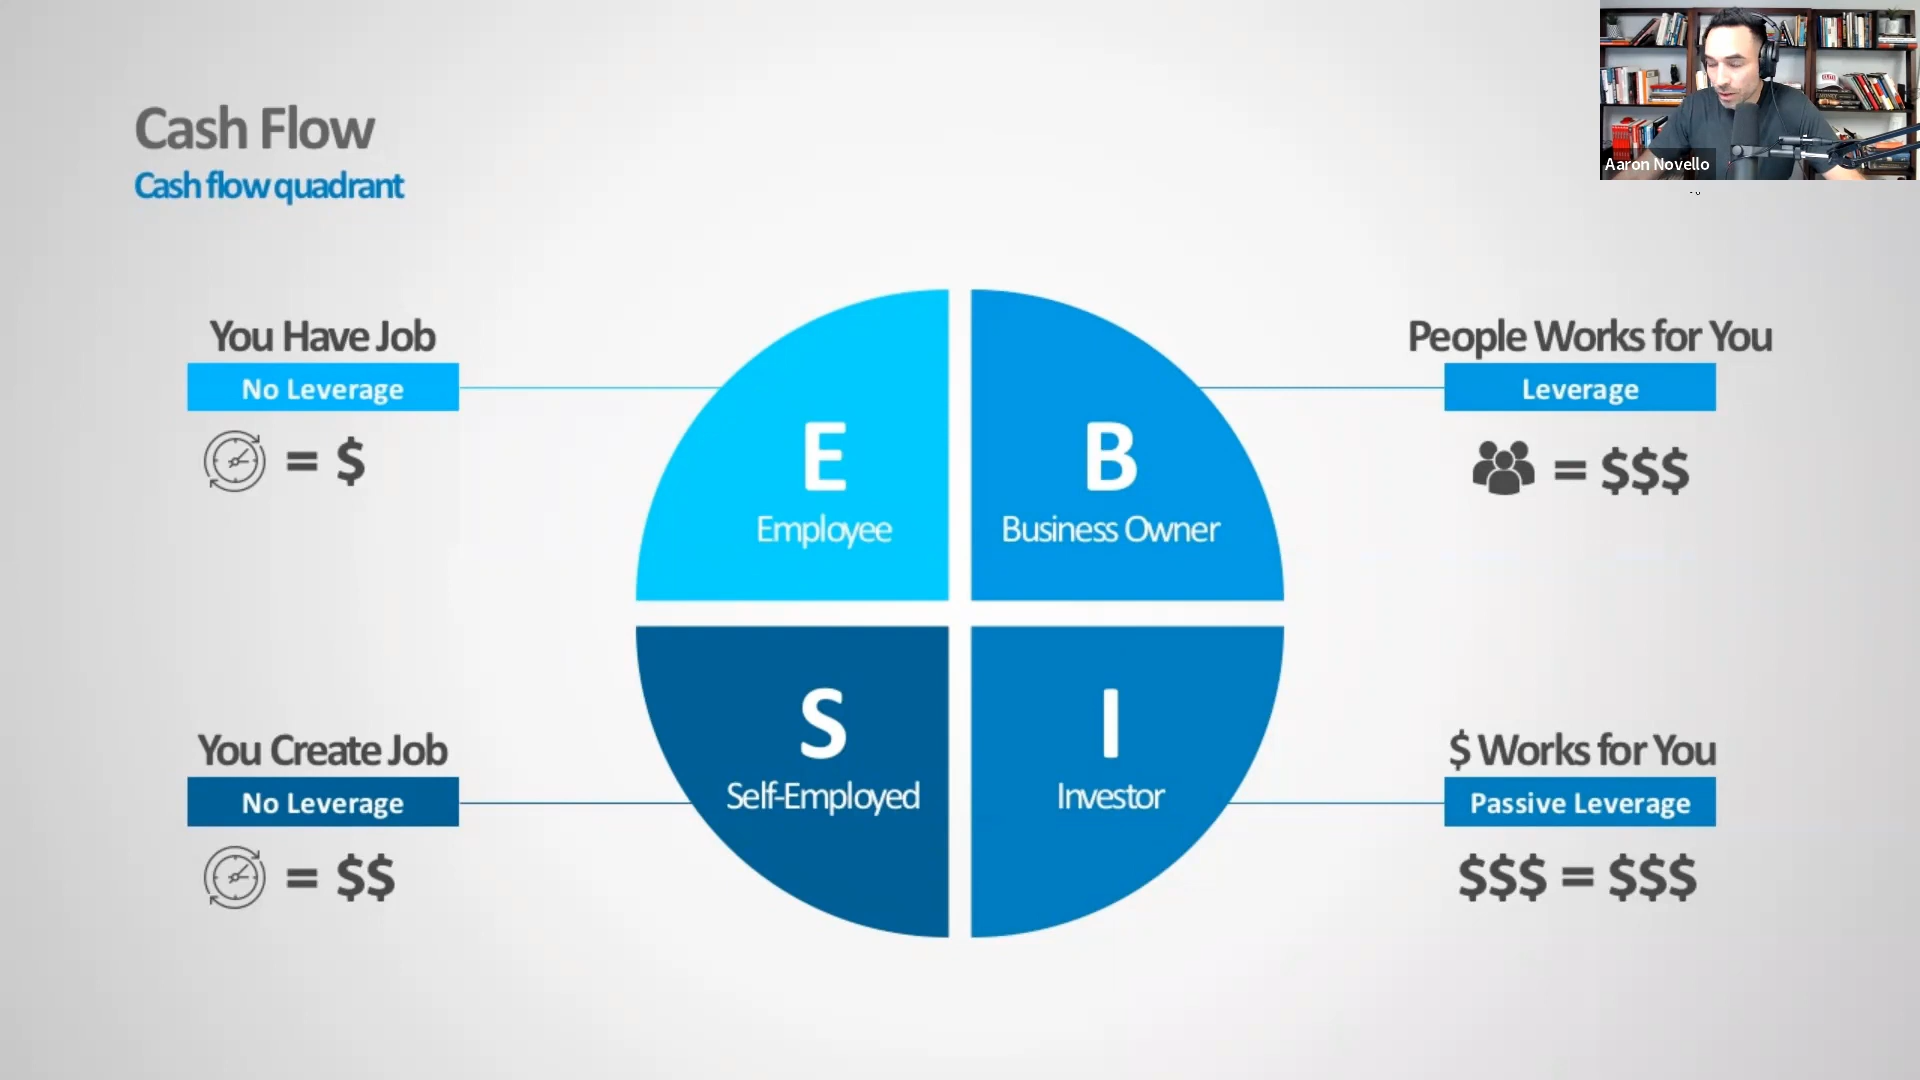 Cash Flow
Cash flow quadrant
Aaron Novello
You Have Job
No Leverage
= $
E
Employee
B
Business Owner
People Works for You
Leverage
= $$$
You Create Job
No Leverage
= $$
S
Self-Employed
I
Investor
$ Works for You
Passive Leverage
$$$ = $$$